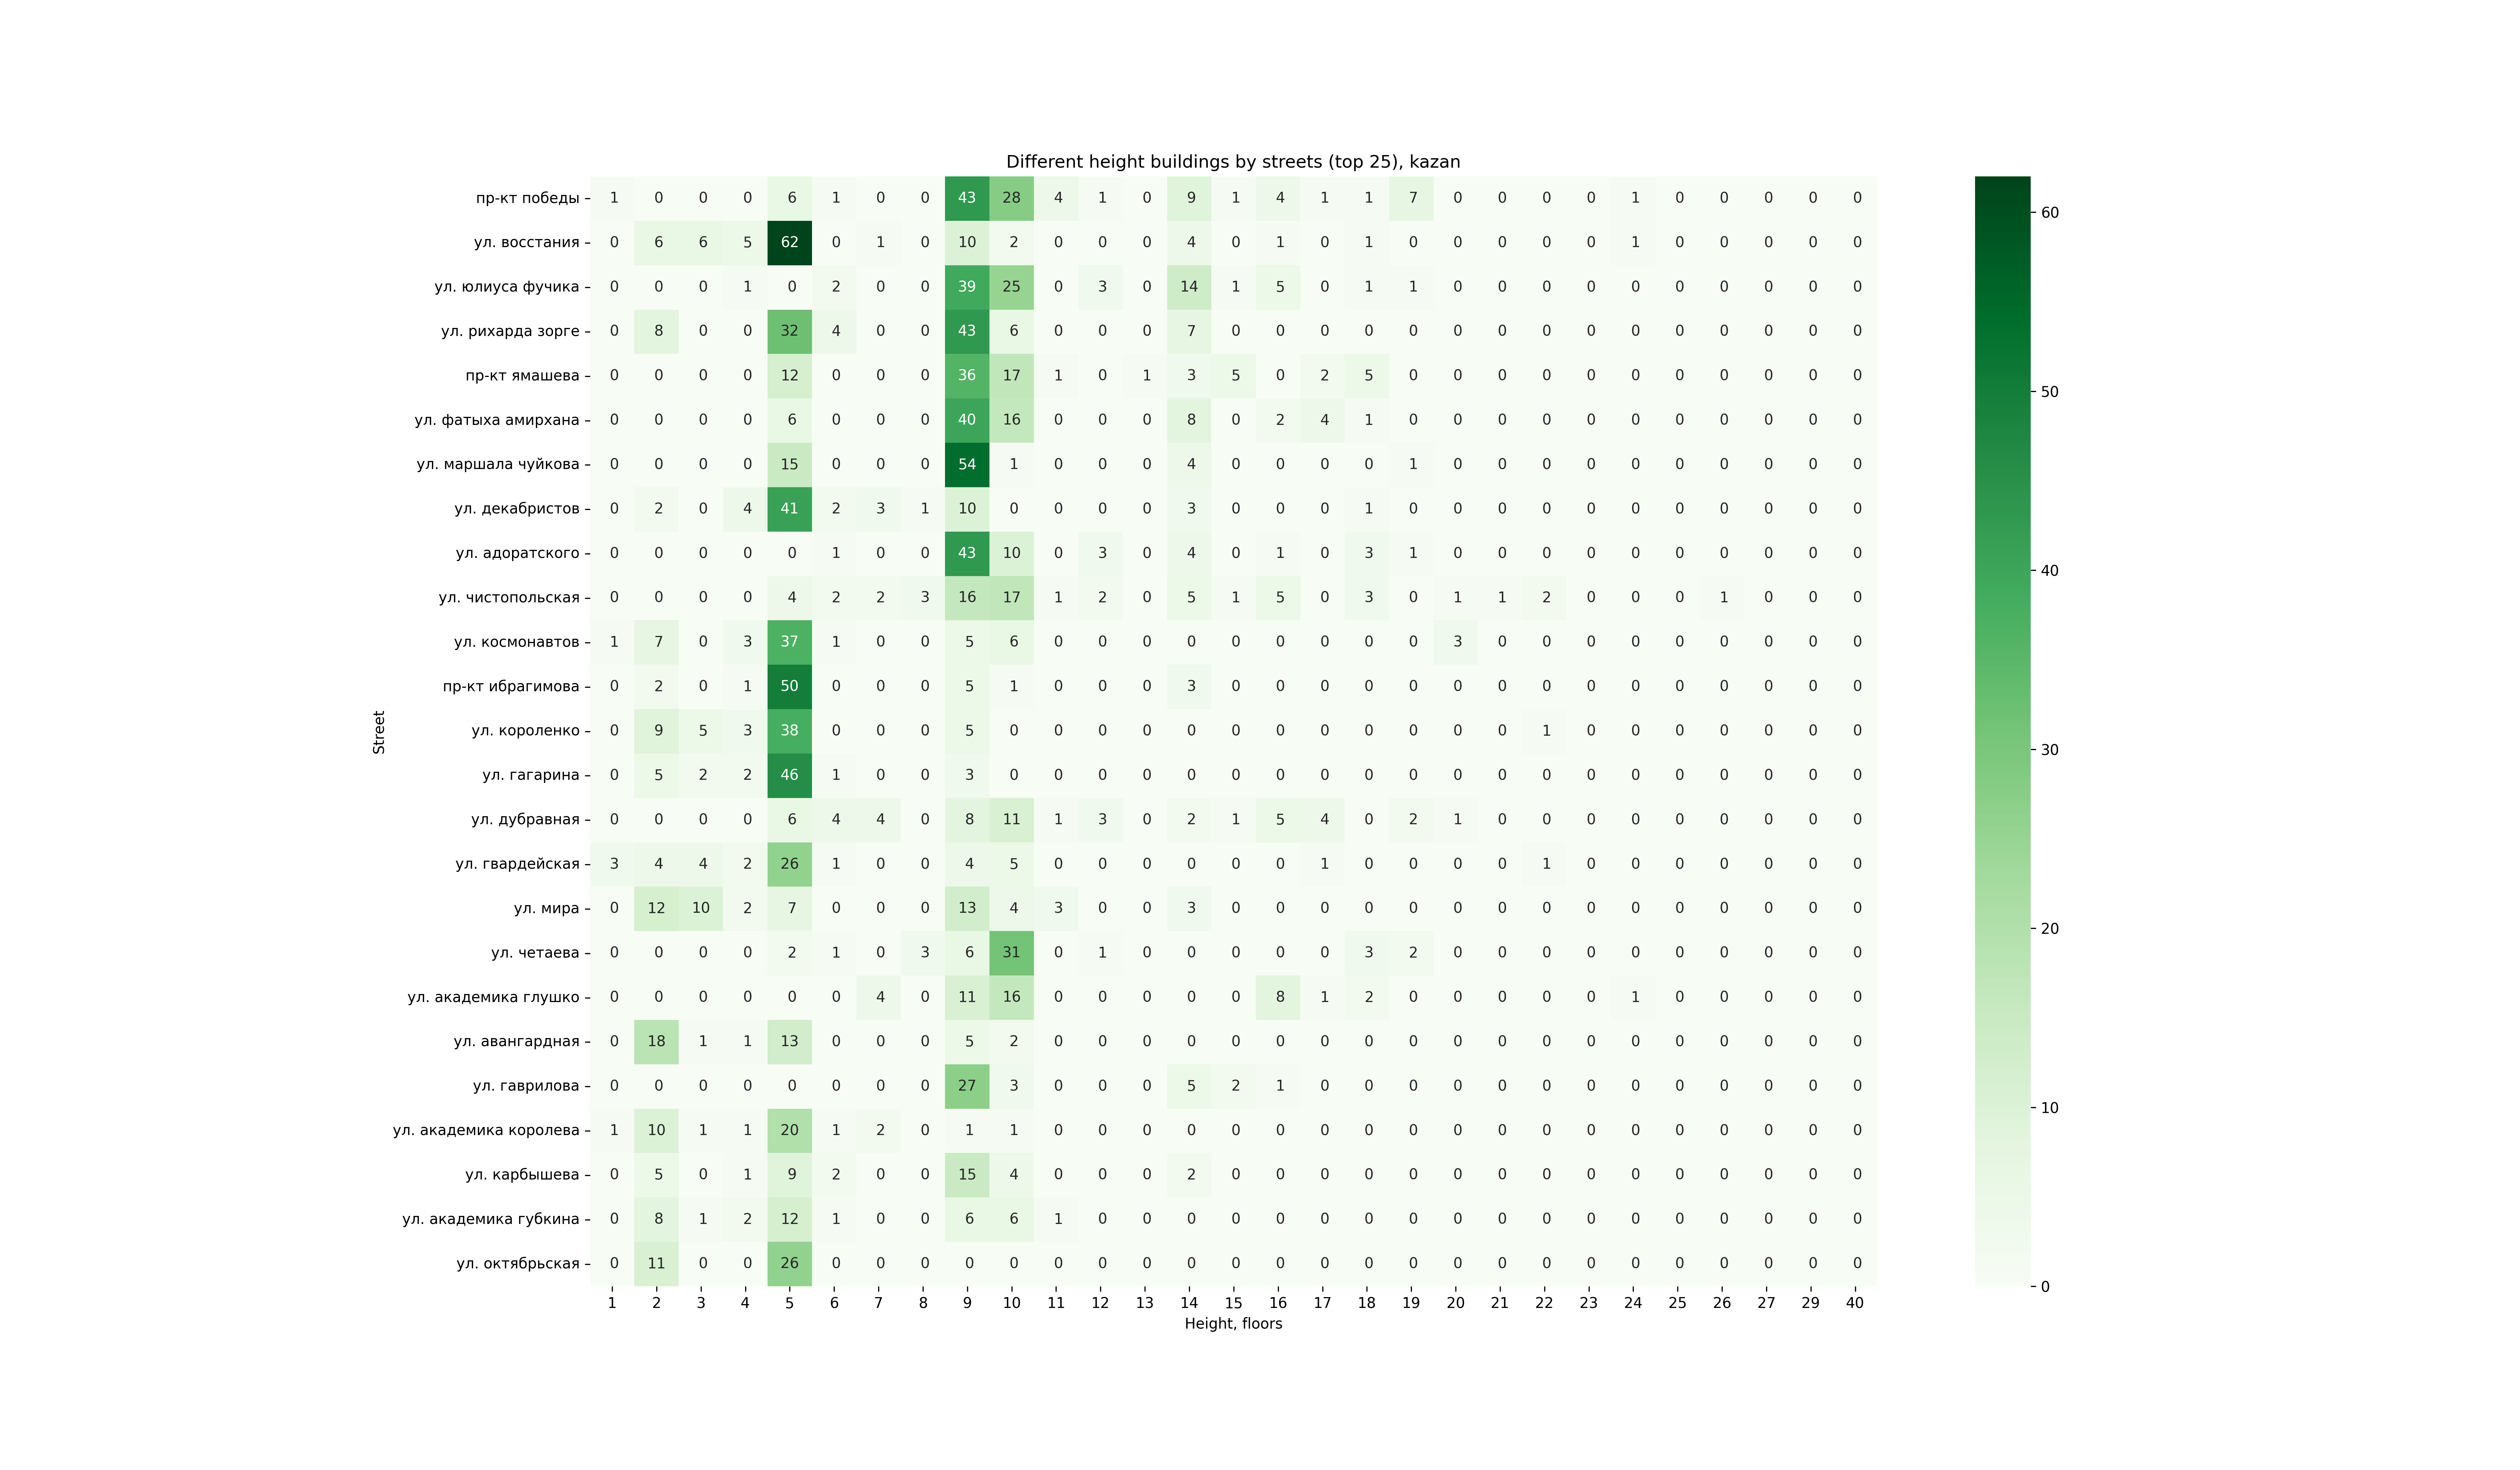 Different height buildings by streets (top 25), kazan
пр-кт победы 1 0 0 0 6 1 0 0 43 28 4 1 0 9 1 4 1 1 7 0 0 0 0 1 0 0 0 0 0
ул. восстания 0 6 6 5 62 0 1 0 10 2 0 0 0 4 0 1 0 1 0 0 0 0 0 1 0 0 0 0 0
ул. юлиуса фучика 0 0 0 1 0 2 0 0 39 25 0 3 0 14 1 5 0 1 1 0 0 0 0 0 0 0 0 0 0
ул. рихарда зорге 0 8 0 0 32 4 0 0 43 6 0 0 0 7 0 0 0 0 0 0 0 0 0 0 0 0 0 0 0
пр-кт ямашева 0 0 0 0 12 0 0 0 36 17 1 0 1 3 5 0 2 5 0 0 0 0 0 0 0 0 0 0 0
ул. фатыха амирхана 0 0 0 0 6 0 0 0 40 16 0 0 0 8 0 2 4 1 0 0 0 0 0 0 0 0 0 0 0
ул. маршала чуйкова 0 0 0 0 15 0 0 0 54 1 0 0 0 4 0 0 0 0 1 0 0 0 0 0 0 0 0 0 0
ул. декабристов 0 2 0 4 41 2 3 1 10 0 0 0 0 3 0 0 0 1 0 0 0 0 0 0 0 0 0 0 0
ул. адоратского 0 0 0 0 0 1 0 0 43 10 0 3 0 4 0 1 0 3 1 0 0 0 0 0 0 0 0 0 0
ул. чистопольская 0 0 0 0 4 2 2 3 16 17 1 2 0 5 1 5 0 3 0 1 1 2 0 0 0 1 0 0 0
ул. космонавтов 1 7 0 3 37 1 0 0 5 6 0 0 0 0 0 0 0 0 0 3 0 0 0 0 0 0 0 0 0
пр-кт ибрагимова 0 2 0 1 50 0 0 0 5 1 0 0 0 3 0 0 0 0 0 0 0 0 0 0 0 0 0 0 0
ул. короленко 0 9 5 3 38 0 0 0 5 0 0 0 0 0 0 0 0 0 0 0 0 1 0 0 0 0 0 0 0
ул. гагарина 0 5 2 2 46 1 0 0 3 0 0 0 0 0 0 0 0 0 0 0 0 0 0 0 0 0 0 0 0
ул. дубравная 0 0 0 0 6 4 4 0 8 11 1 3 0 2 1 5 4 0 2 1 0 0 0 0 0 0 0 0 0
ул. гвардейская 3 4 4 2 26 1 0 0 4 5 0 0 0 0 0 0 1 0 0 0 0 1 0 0 0 0 0 0 0
ул. мира 0 12 10 2 7 0 0 0 13 4 3 0 0 3 0 0 0 0 0 0 0 0 0 0 0 0 0 0 0
ул. четаева 0 0 0 0 2 1 0 3 6 31 0 1 0 0 0 0 0 3 2 0 0 0 0 0 0 0 0 0 0
ул. академика глушко 0 0 0 0 0 0 4 0 11 16 0 0 0 0 0 8 1 2 0 0 0 0 0 1 0 0 0 0 0
ул. авангардная 0 18 1 1 13 0 0 0 5 2 0 0 0 0 0 0 0 0 0 0 0 0 0 0 0 0 0 0 0
ул. гаврилова 0 0 0 0 0 0 0 0 27 3 0 0 0 5 2 1 0 0 0 0 0 0 0 0 0 0 0 0 0
ул. академика королева 1 10 1 1 20 1 2 0 1 1 0 0 0 0 0 0 0 0 0 0 0 0 0 0 0 0 0 0 0
ул. карбышева 0 5 0 1 9 2 0 0 15 4 0 0 0 2 0 0 0 0 0 0 0 0 0 0 0 0 0 0 0
ул. академика губкина 0 8 1 2 12 1 0 0 6 6 1 0 0 0 0 0 0 0 0 0 0 0 0 0 0 0 0 0 0
ул. октябрьская 0 11 0 0 26 0 0 0 0 0 0 0 0 0 0 0 0 0 0 0 0 0 0 0 0 0 0 0 0
1 2 3 4 5 6 7 8 9 10 11 12 13 14 15 16 17 18 19 20 21 22 23 24 25 26 27 29 40
Height, floors
Street
60
50
40
30
20
10
0